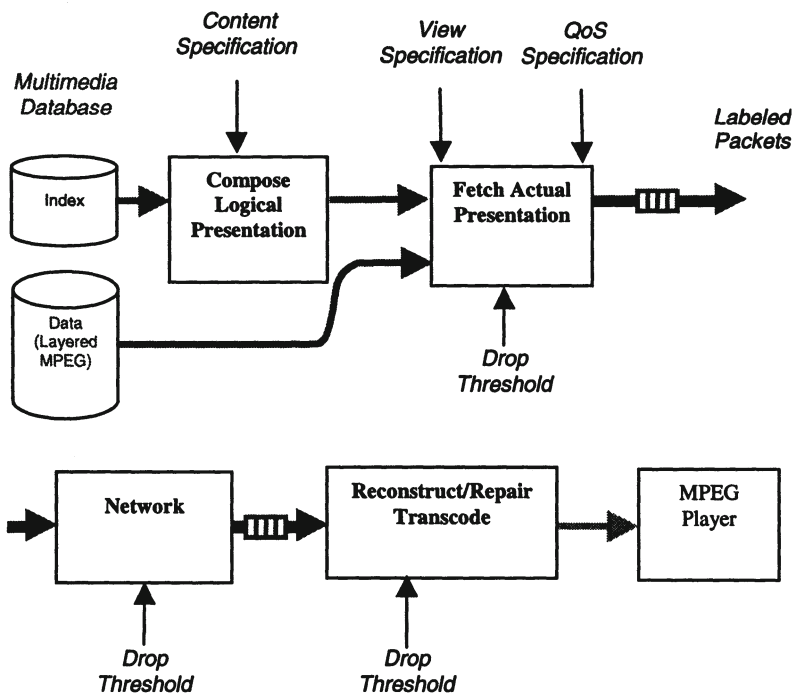 Content
Specification
View
Specification
QoS
Specification
Multimedia
Database
Labeled
Packets
Index
Compose
Logical
Presentation
Fetch Actual
Presentation
Data
(Layered
MPEG)
Drop
Threshold
Network
Reconstruct/Repair
Transcode
MPEG
Player
Drop
Threshold
Drop
Threshold